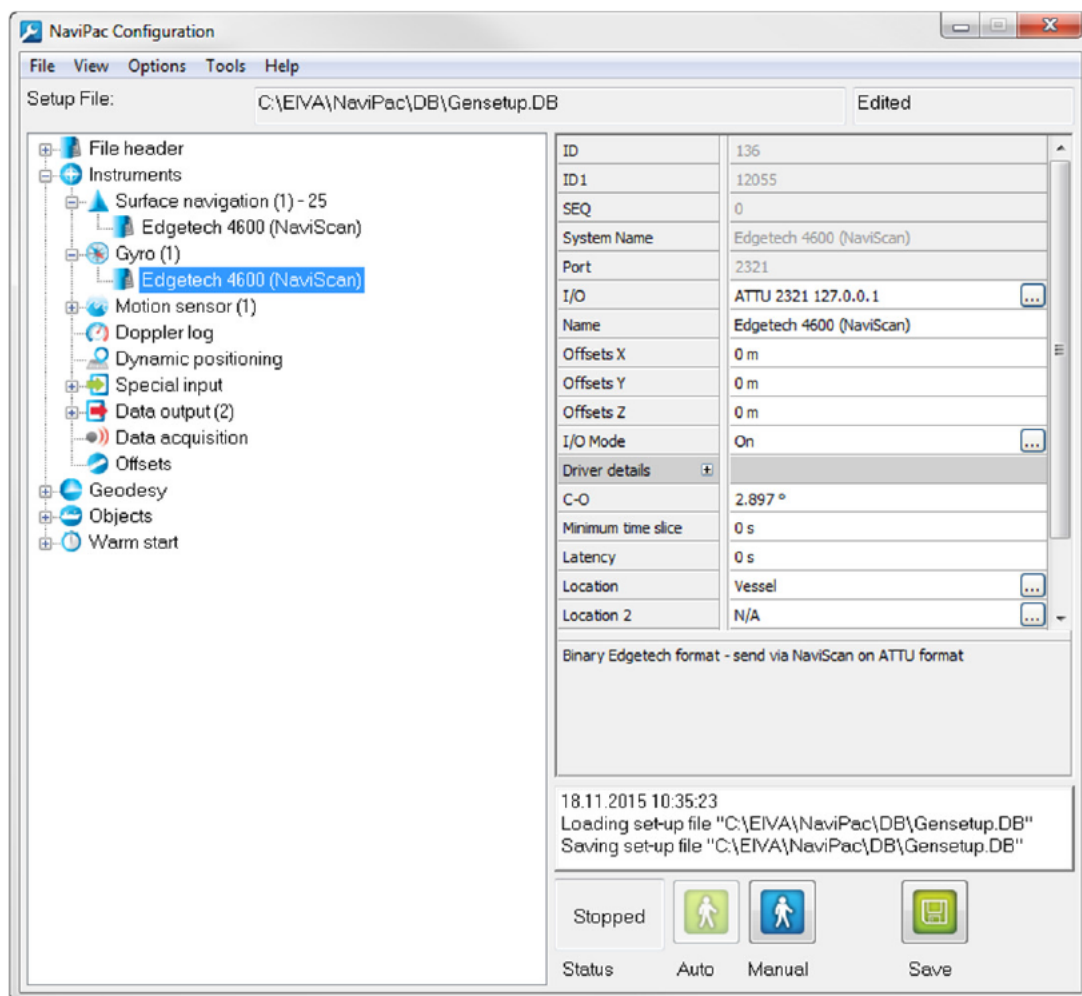 NaviPac Configuration
File View Options Tools Help
Setup File: C:\EIVA\NaviPac\DB\Gensetup.DB Edited
File header
Instruments
Surface navigation (1) - 25
Edgetech 4600 (NaviScan)
Gyro (1)
Edgetech 4600 (NaviScan)
Motion sensor (1)
Doppler log
Dynamic positioning
Special input
Data output (2)
Data acquisition
Offsets
Geodesy
Objects
Warm start
ID 136
ID1 12055
SEQ 0
System Name Edgetech 4600 (NaviScan)
Port 2321
I/O ATTU 2321 127.0.0.1 ...
Name Edgetech 4600 (NaviScan)
Offsets X 0 m
Offsets Y 0 m
Offsets Z 0 m
I/O Mode On ...
Driver details
C-O 2.897 °
Minimum time slice 0 s
Latency 0 s
Location Vessel ...
Location 2 N/A ...
Binary Edgetech format - send via NaviScan on ATTU format
18.11.2015 10:35:23
Loading set-up file "C:\EIVA\NaviPac\DB\Gensetup.DB"
Saving set-up file "C:\EIVA\NaviPac\DB\Gensetup.DB"
Stopped
Status Auto Manual Save